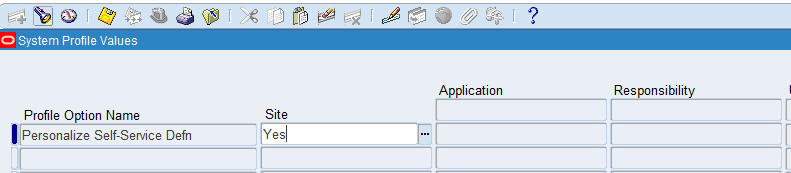 System Profile Values
Application
Responsibility
Profile Option Name
Site
Personalize Self-Service Defn
Yes